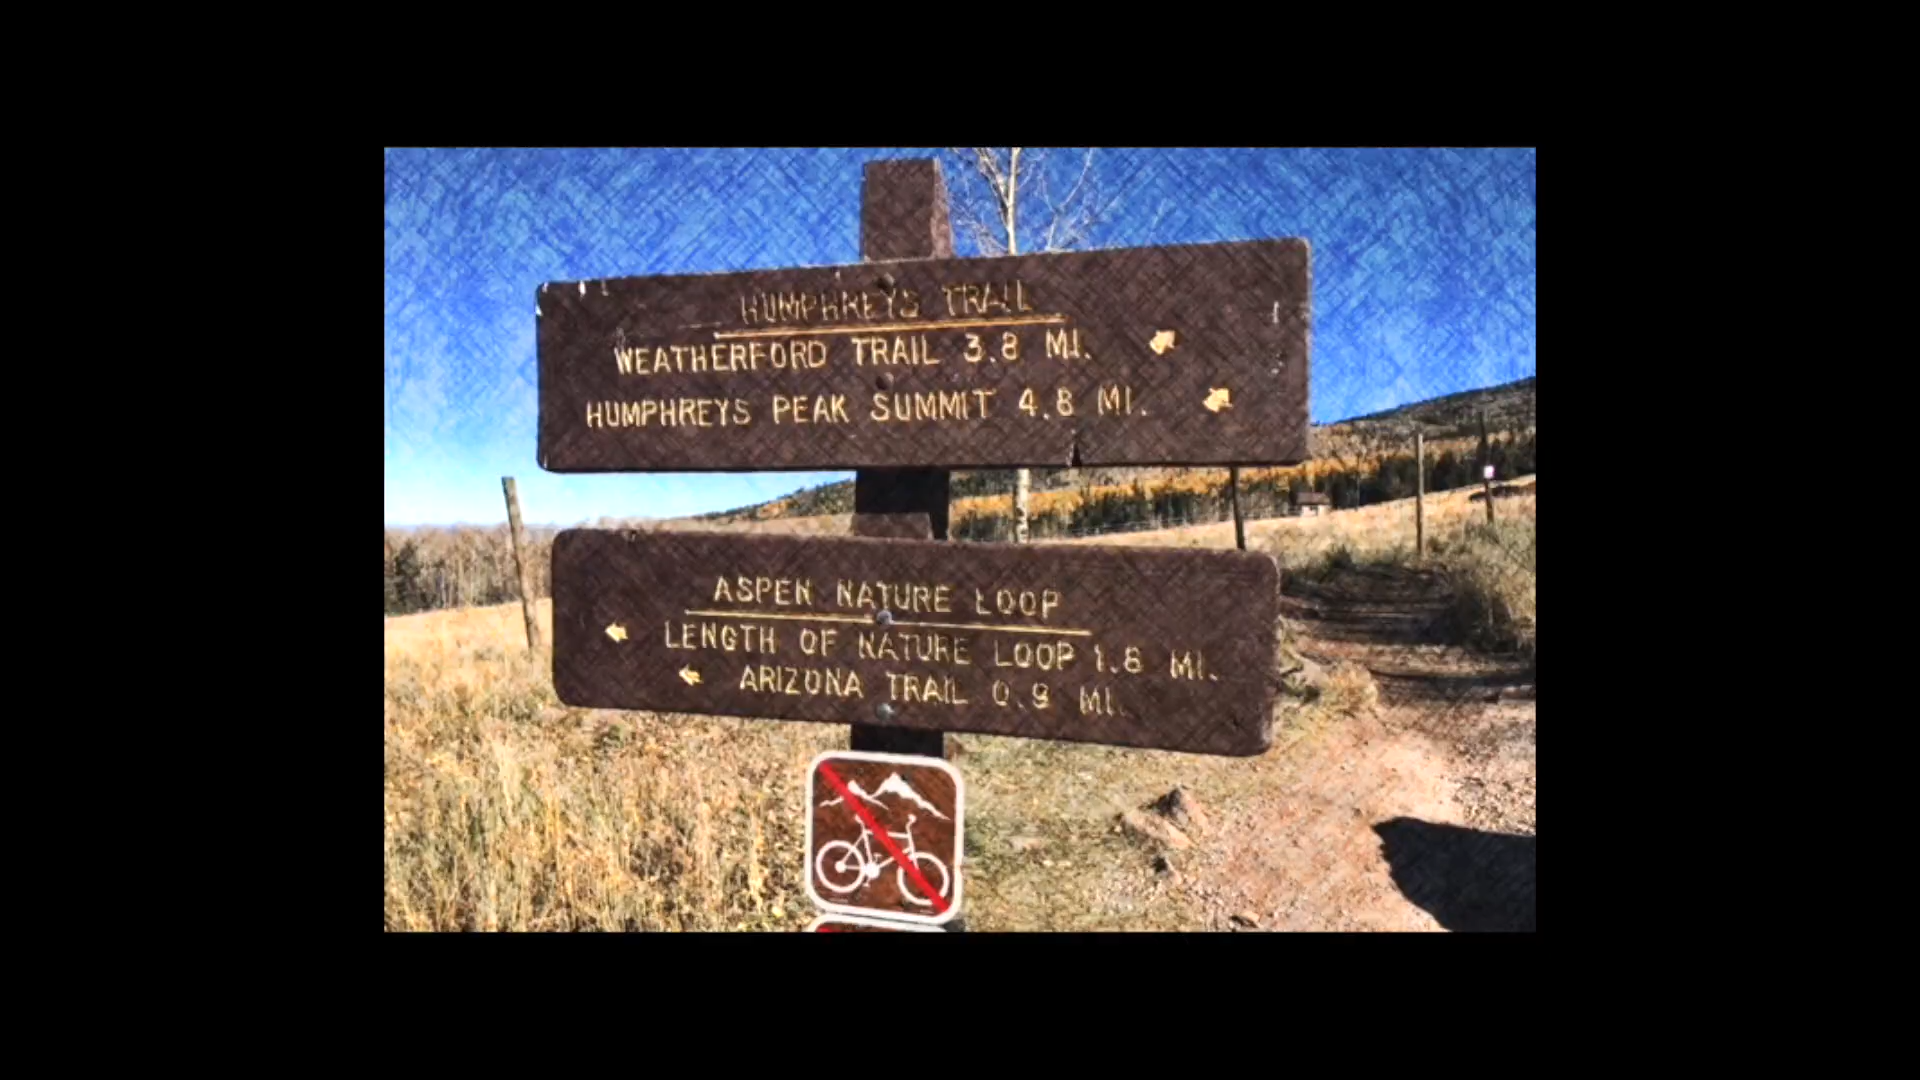 HUMPHREYS TRAIL
WEATHERFORD TRAIL 3.8 MI.
HUMPHREYS PEAK SUMMIT 4.8 MI.
ASPEN NATURE LOOP
LENGTH OF NATURE LOOP 1.8 MI.
ARIZONA TRAIL 0.9 MI.